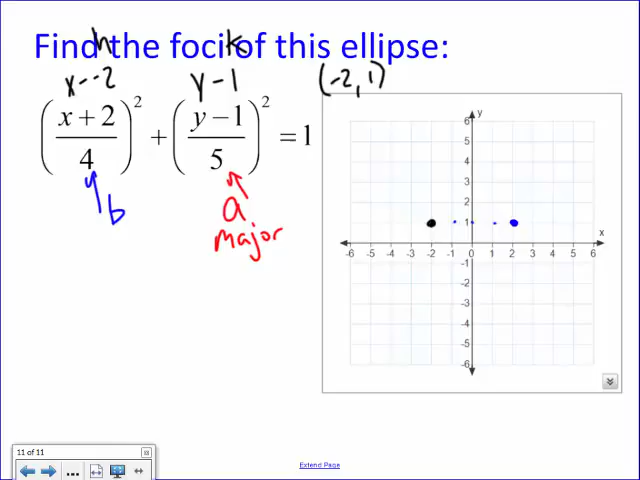 Find the foci of this ellipse:
h k
x--2 y-1 (-2,1)
((x + 2)/4)² + ((y − 1)/5)² = 1
b a
major
y
6
5
4
3
2
1
x
-6 -5 -4 -3 -2 -1 0 1 2 3 4 5 6
-1
-2
-3
-4
-5
-6
11 of 11
...
Extend Page